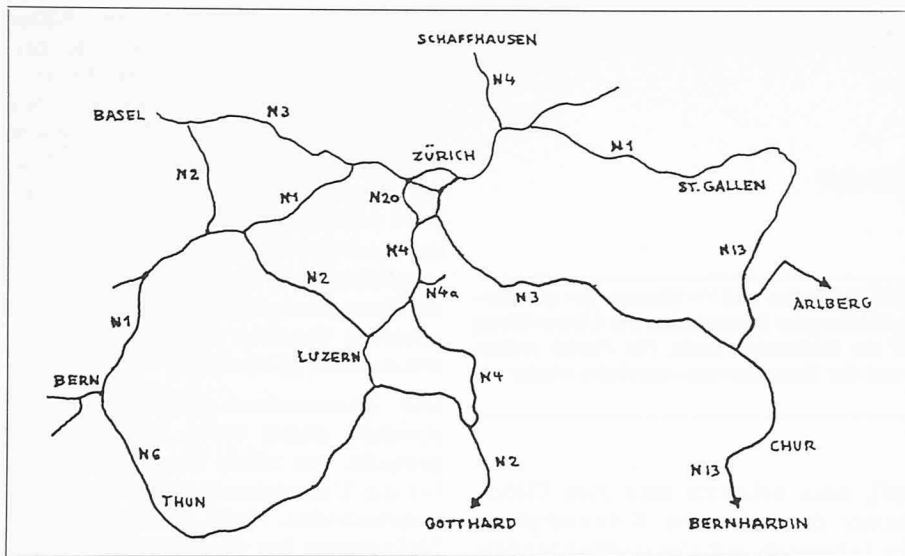 SCHAFFHAUSEN
N4
BASEL
N3
ZÜRICH
N1
N2
N1
N20
ST. GALLEN
N4
N13
N2
N4a
N3
ARLBERG
N1
LUZERN
BERN
N4
N6
CHUR
N2
N13
THUN
GOTTHARD
BERNHARDIN